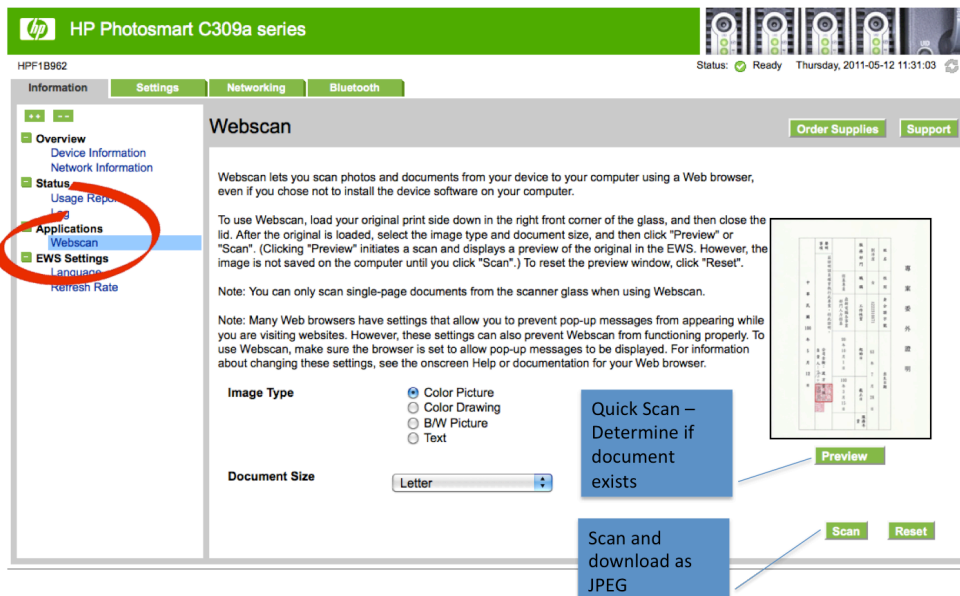 hp HP Photosmart C309a series
HPF1B962
Status: Ready Thursday, 2011-05-12 11:31:03
Information Settings Networking Bluetooth
++ --
Overview
Device Information
Network Information
Status
Usage Repo
Log
Applications
Webscan
EWS Settings
Language
Refresh Rate
Webscan
Order Supplies Support
Webscan lets you scan photos and documents from your device to your computer using a Web browser,
even if you chose not to install the device software on your computer.
To use Webscan, load your original print side down in the right front corner of the glass, and then close the
lid. After the original is loaded, select the image type and document size, and then click "Preview" or
"Scan". (Clicking "Preview" initiates a scan and displays a preview of the original in the EWS. However, the
image is not saved on the computer until you click "Scan".) To reset the preview window, click "Reset".
Note: You can only scan single-page documents from the scanner glass when using Webscan.
Note: Many Web browsers have settings that allow you to prevent pop-up messages from appearing while
you are visiting websites. However, these settings can also prevent Webscan from functioning properly. To
use Webscan, make sure the browser is set to allow pop-up messages to be displayed. For information
about changing these settings, see the onscreen Help or documentation for your Web browser.
Image Type
Color Picture
Color Drawing
B/W Picture
Text
Document Size
Letter
Quick Scan –
Determine if
document
exists
專案委外證明
Preview
Scan and
download as
JPEG
Scan Reset